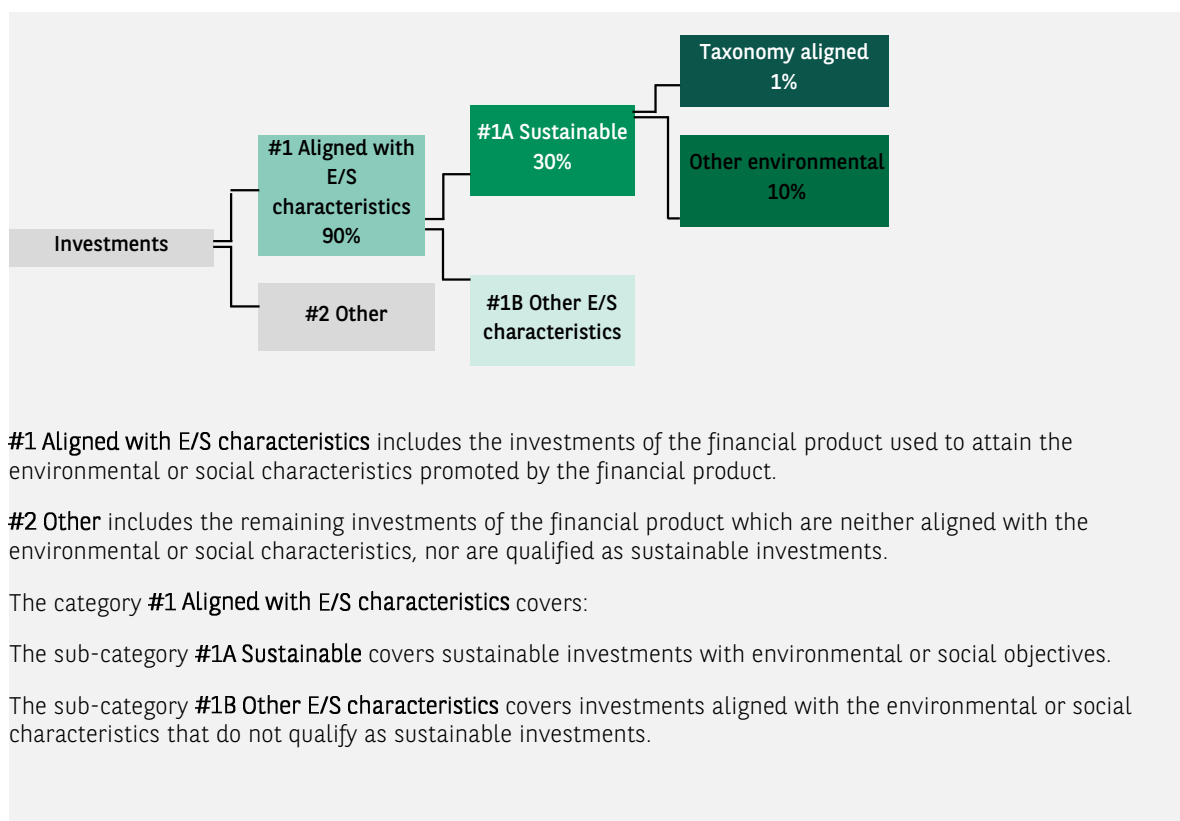 Taxonomy aligned
1%
#1A Sustainable
30%
#1 Aligned with
E/S
characteristics
90%
Other environmental
10%
Investments
#2 Other
#1B Other E/S
characteristics
#1 Aligned with E/S characteristics includes the investments of the financial product used to attain the
environmental or social characteristics promoted by the financial product.
#2 Other includes the remaining investments of the financial product which are neither aligned with the
environmental or social characteristics, nor are qualified as sustainable investments.
The category #1 Aligned with E/S characteristics covers:
The sub-category #1A Sustainable covers sustainable investments with environmental or social objectives.
The sub-category #1B Other E/S characteristics covers investments aligned with the environmental or social
characteristics that do not qualify as sustainable investments.